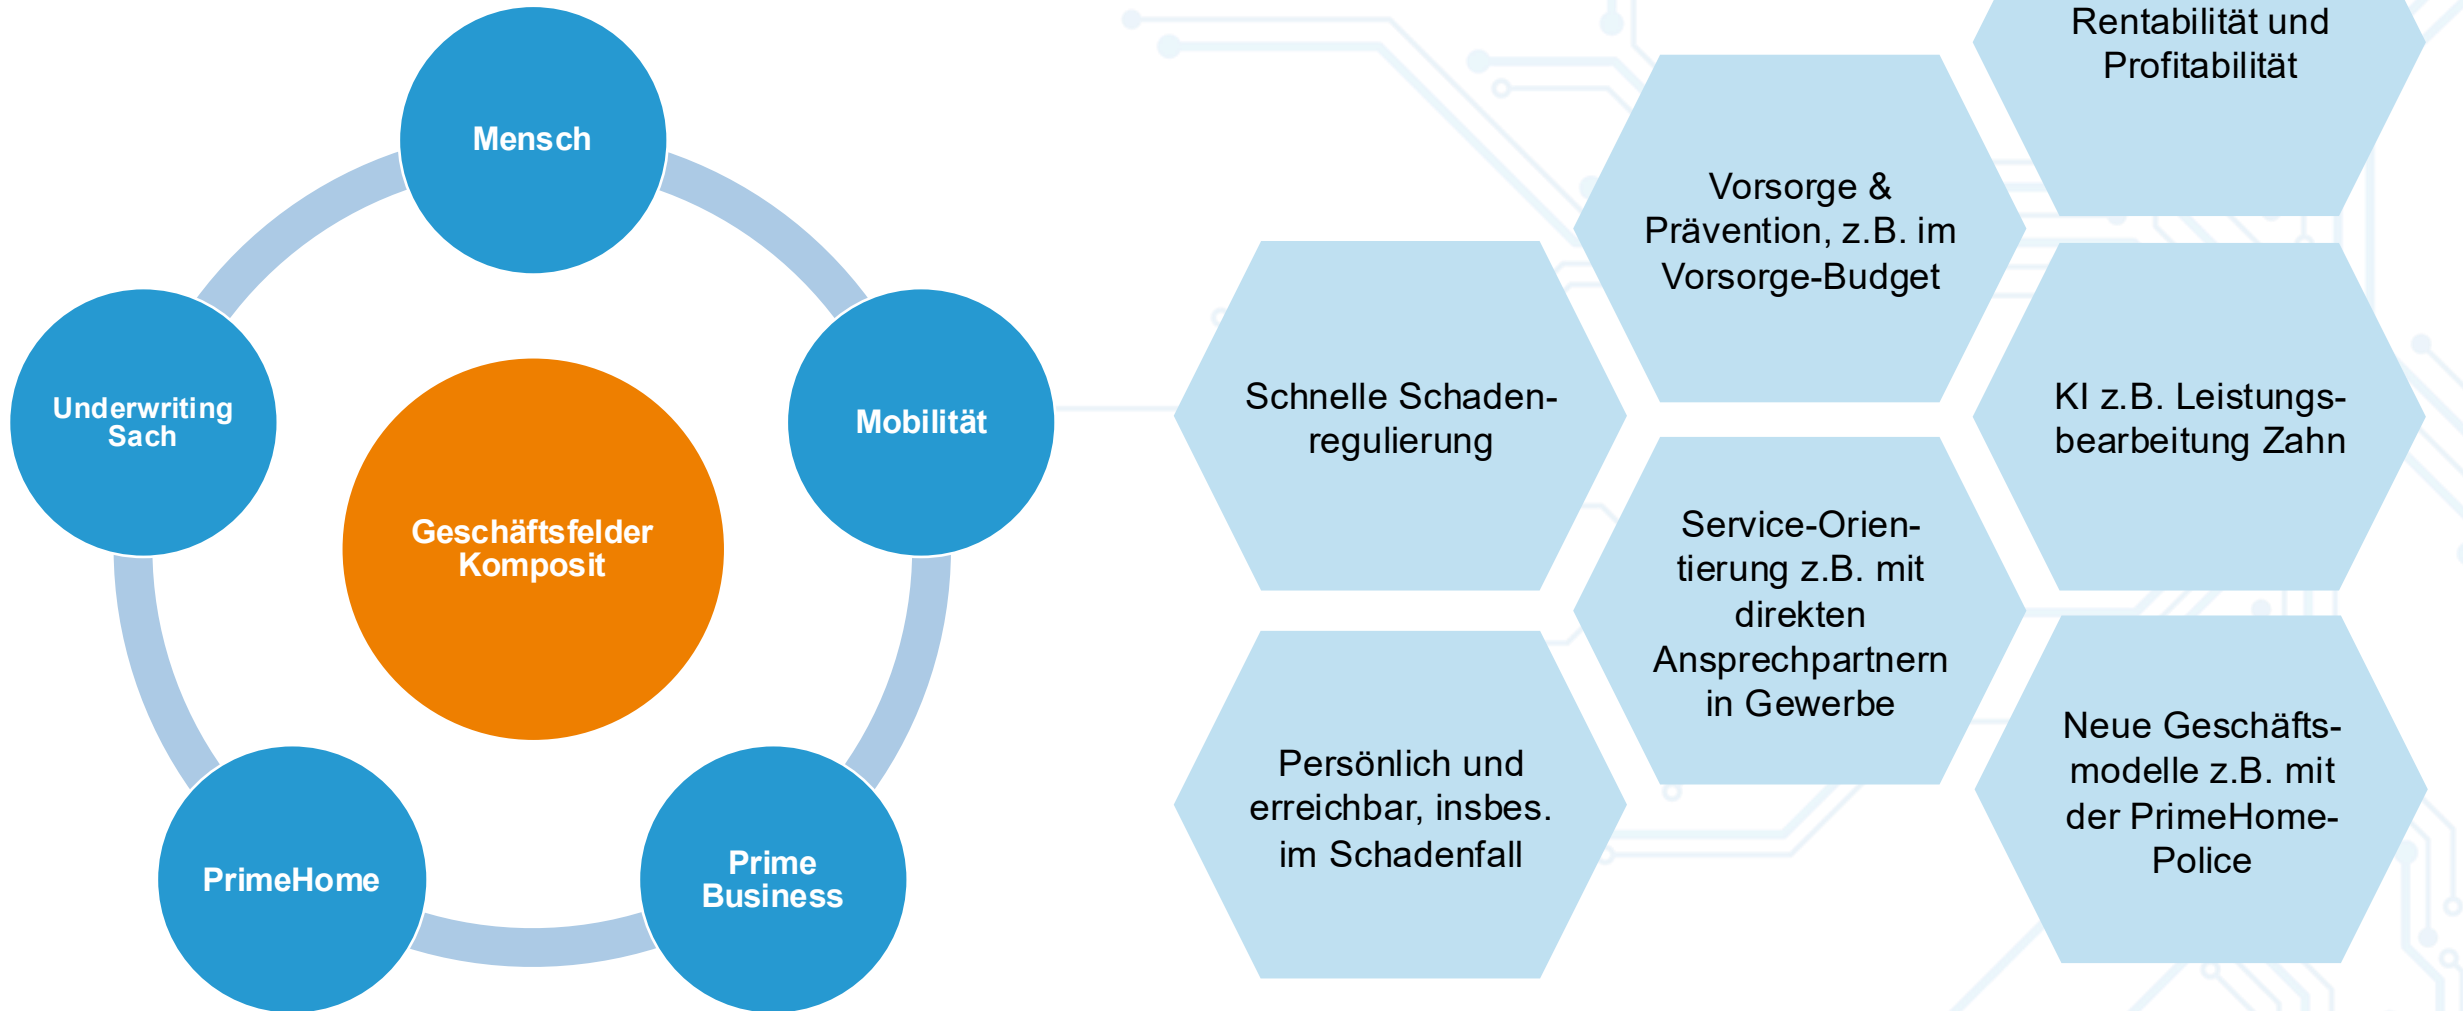 Mensch
Mobilität
Prime
Business
PrimeHome
Underwriting
Sach
Geschäftsfelder
Komposit
Schnelle Schaden-
regulierung
Persönlich und
erreichbar, insbes.
im Schadenfall
Vorsorge &
Prävention, z.B. im
Vorsorge-Budget
Service-Orien-
tierung z.B. mit
direkten
Ansprechpartnern
in Gewerbe
Rentabilität und
Profitabilität
KI z.B. Leistungs-
bearbeitung Zahn
Neue Geschäfts-
modelle z.B. mit
der PrimeHome-
Police